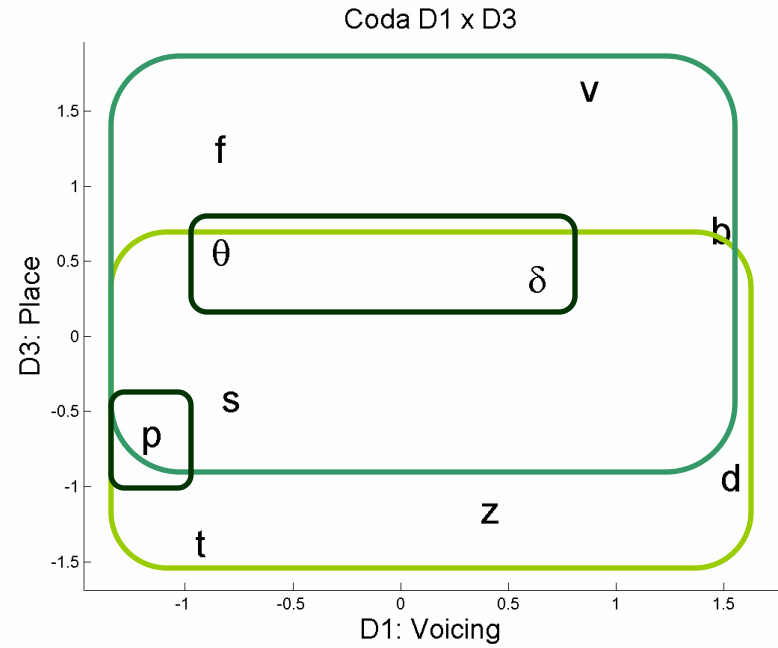 Coda D1 x D3
v
1.5
f
1
b
θ
0.5
δ
D3: Place
0
s
-0.5
p
d
-1
z
t
-1.5
-1 -0.5 0 0.5 1 1.5
D1: Voicing